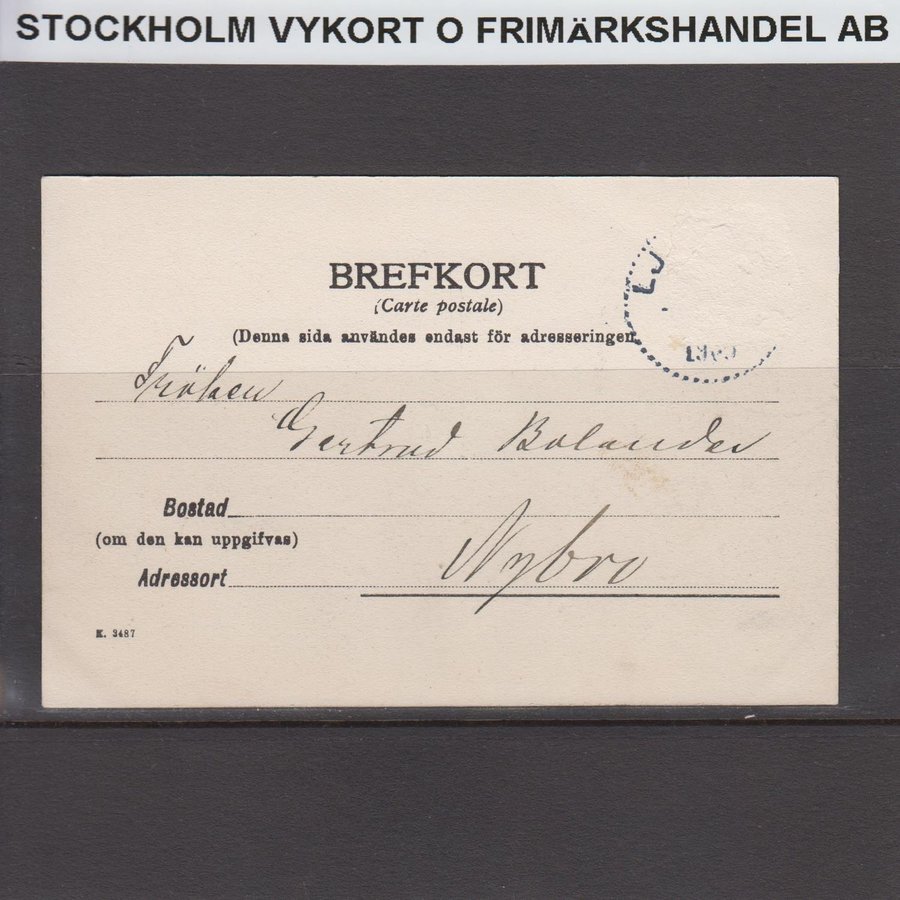 STOCKHOLM VYKORT O FRIMÄRKSHANDEL AB
BREFKORT
(Carte postale)
(Denna sida användes endast för adresseringen
LJ
Fröken
Gertrud Bolander
Bostad
(om den kan uppgifvas)
Nybro
Adressort
K. 3487